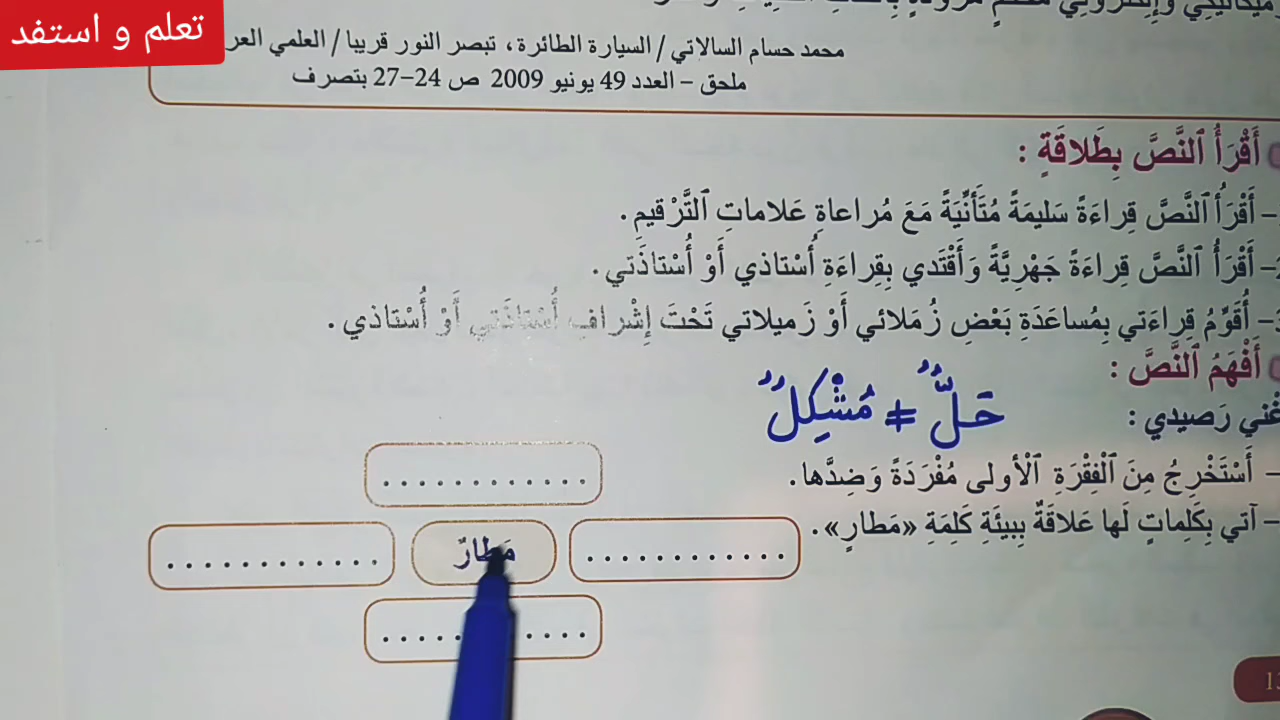 تعلم و استفد
محمد حسام السالاتي / السيارة الطائرة، تبصر النور قريبا / العلمي
ملحق - العدد 49 يونيو 2009 ص 24-27 بتصرف
أَقْرَأُ ٱلنَّصَّ بِطَلاقَةٍ :
- أَقْرَأُ ٱلنَّصَّ قِراءَةً سَليمَةً مُتَأَنِّيَةً مَعَ مُراعاةِ عَلاماتِ ٱلتَّرْقيمِ.
- أَقْرَأُ ٱلنَّصَّ قِراءَةً جَهْرِيَّةً وَأَقْتَدي بِقِراءَةِ أُسْتاذي أَوْ أُسْتاذَتي.
- أُقَوِّمُ قِراءَتي بِمُساعَدَةِ بَعْضِ زُمَلائي أَوْ زَميلاتي تَحْتَ إِشْرافِ أُسْتاذَتي أَوْ أُسْتاذي.
أَفْهَمُ ٱلنَّصَّ :
رَصيدي :
حَلٌّ ≠ مُشْكِلٌ
- أَسْتَخْرِجُ مِنَ ٱلْفِقْرَةِ ٱلْأولى مُفْرَدَةً وَضِدَّها.
- آتي بِكَلِماتٍ لَها عَلاقَةٌ بِبيئَةِ كَلِمَةِ «مَطارٍ».
............
............ مَطارٌ ............
............